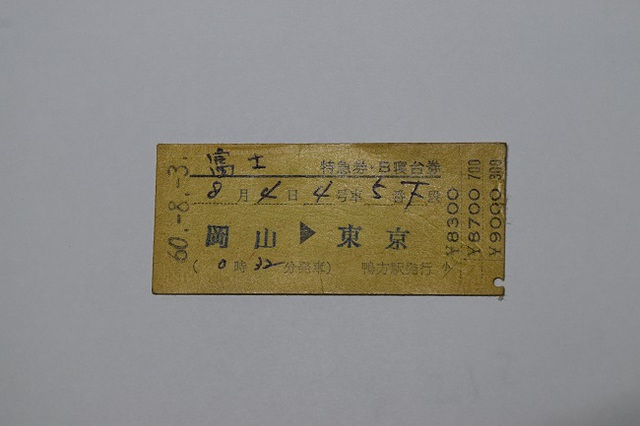 富士 特急券・B寝台券
8月4日4号車5番下段
岡山▶東京
(0時32分発車) 鴨方駅発行 小
60.-8.-3.
¥8300
¥8700 700
¥9000 300